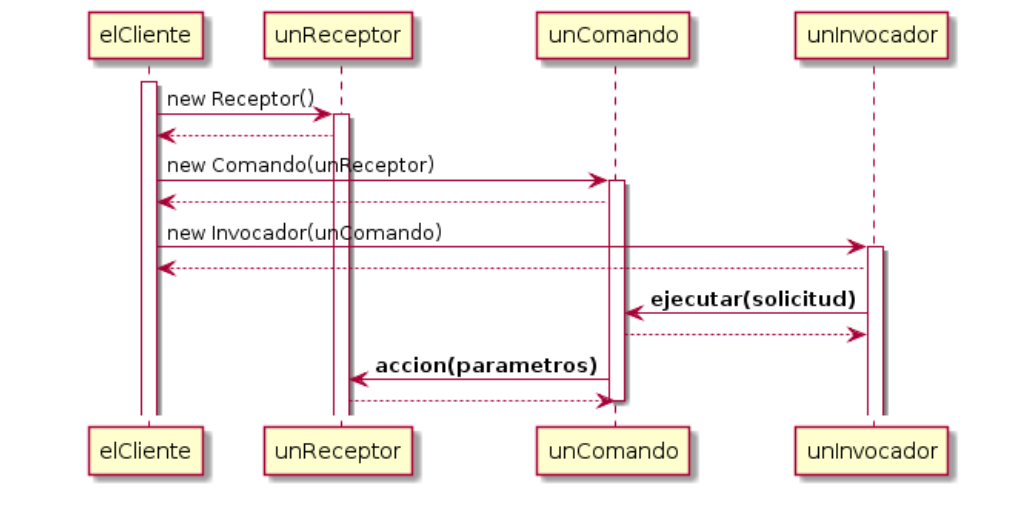 elCliente
unReceptor
unComando
unInvocador
new Receptor()
new Comando(unReceptor)
new Invocador(unComando)
ejecutar(solicitud)
accion(parametros)
elCliente
unReceptor
unComando
unInvocador